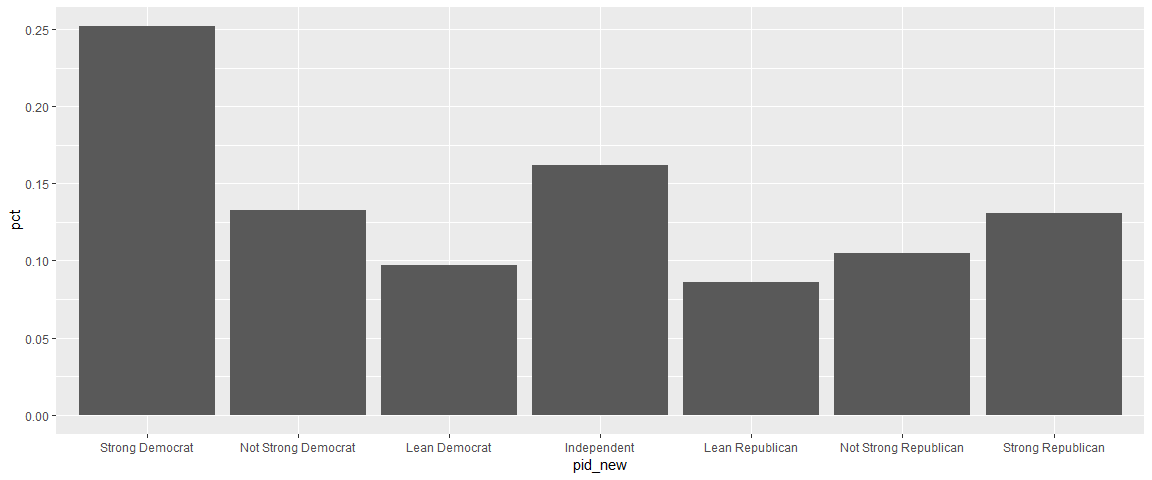 0.25
0.20
0.15
0.10
0.05
0.00
pct
Strong Democrat
Not Strong Democrat
Lean Democrat
Independent
Lean Republican
Not Strong Republican
Strong Republican
pid_new